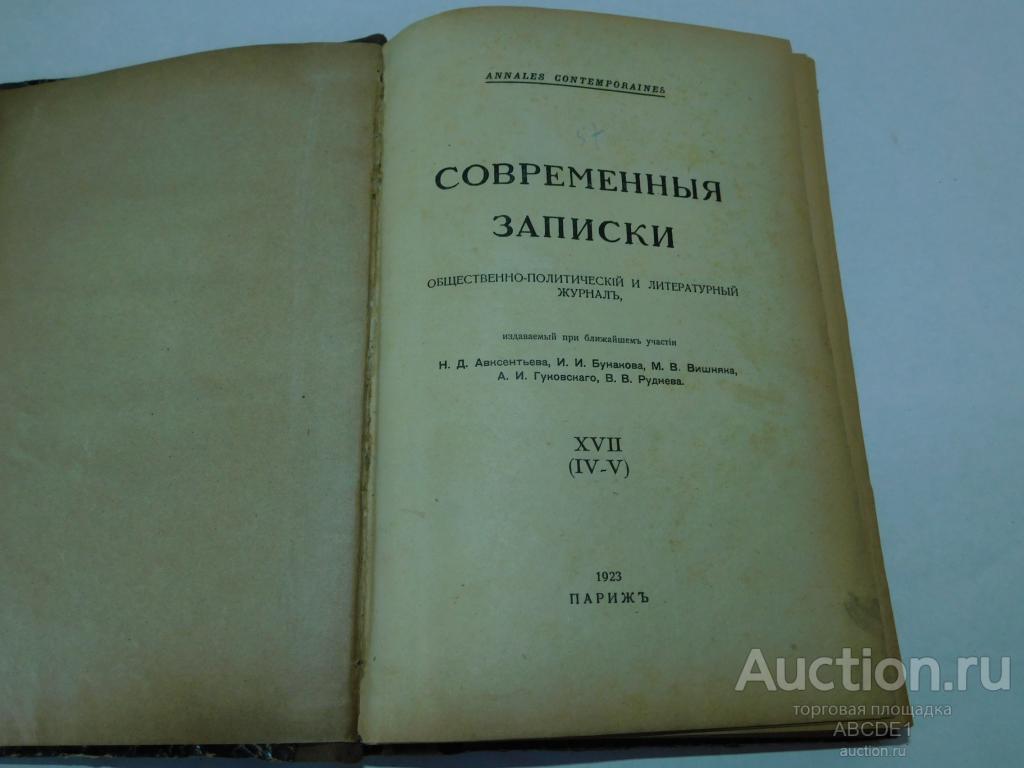 ANNALES CONTEMPORAINES
57
СОВРЕМЕННЫЯ
ЗАПИСКИ
ОБЩЕСТВЕННО-ПОЛИТИЧЕСКІЙ И ЛИТЕРАТУРНЫЙ
ЖУРНАЛЪ,
издаваемый при ближайшемъ участіи
Н. Д. Авксентьева, И. И. Бунакова, М. В. Вишняка,
А. И. Гуковскаго, В. В. Руднева.
XVII
(IV-V)
1923
ПАРИЖЪ
Auction.ru
торговая площадка
ABCDE1
auction.ru